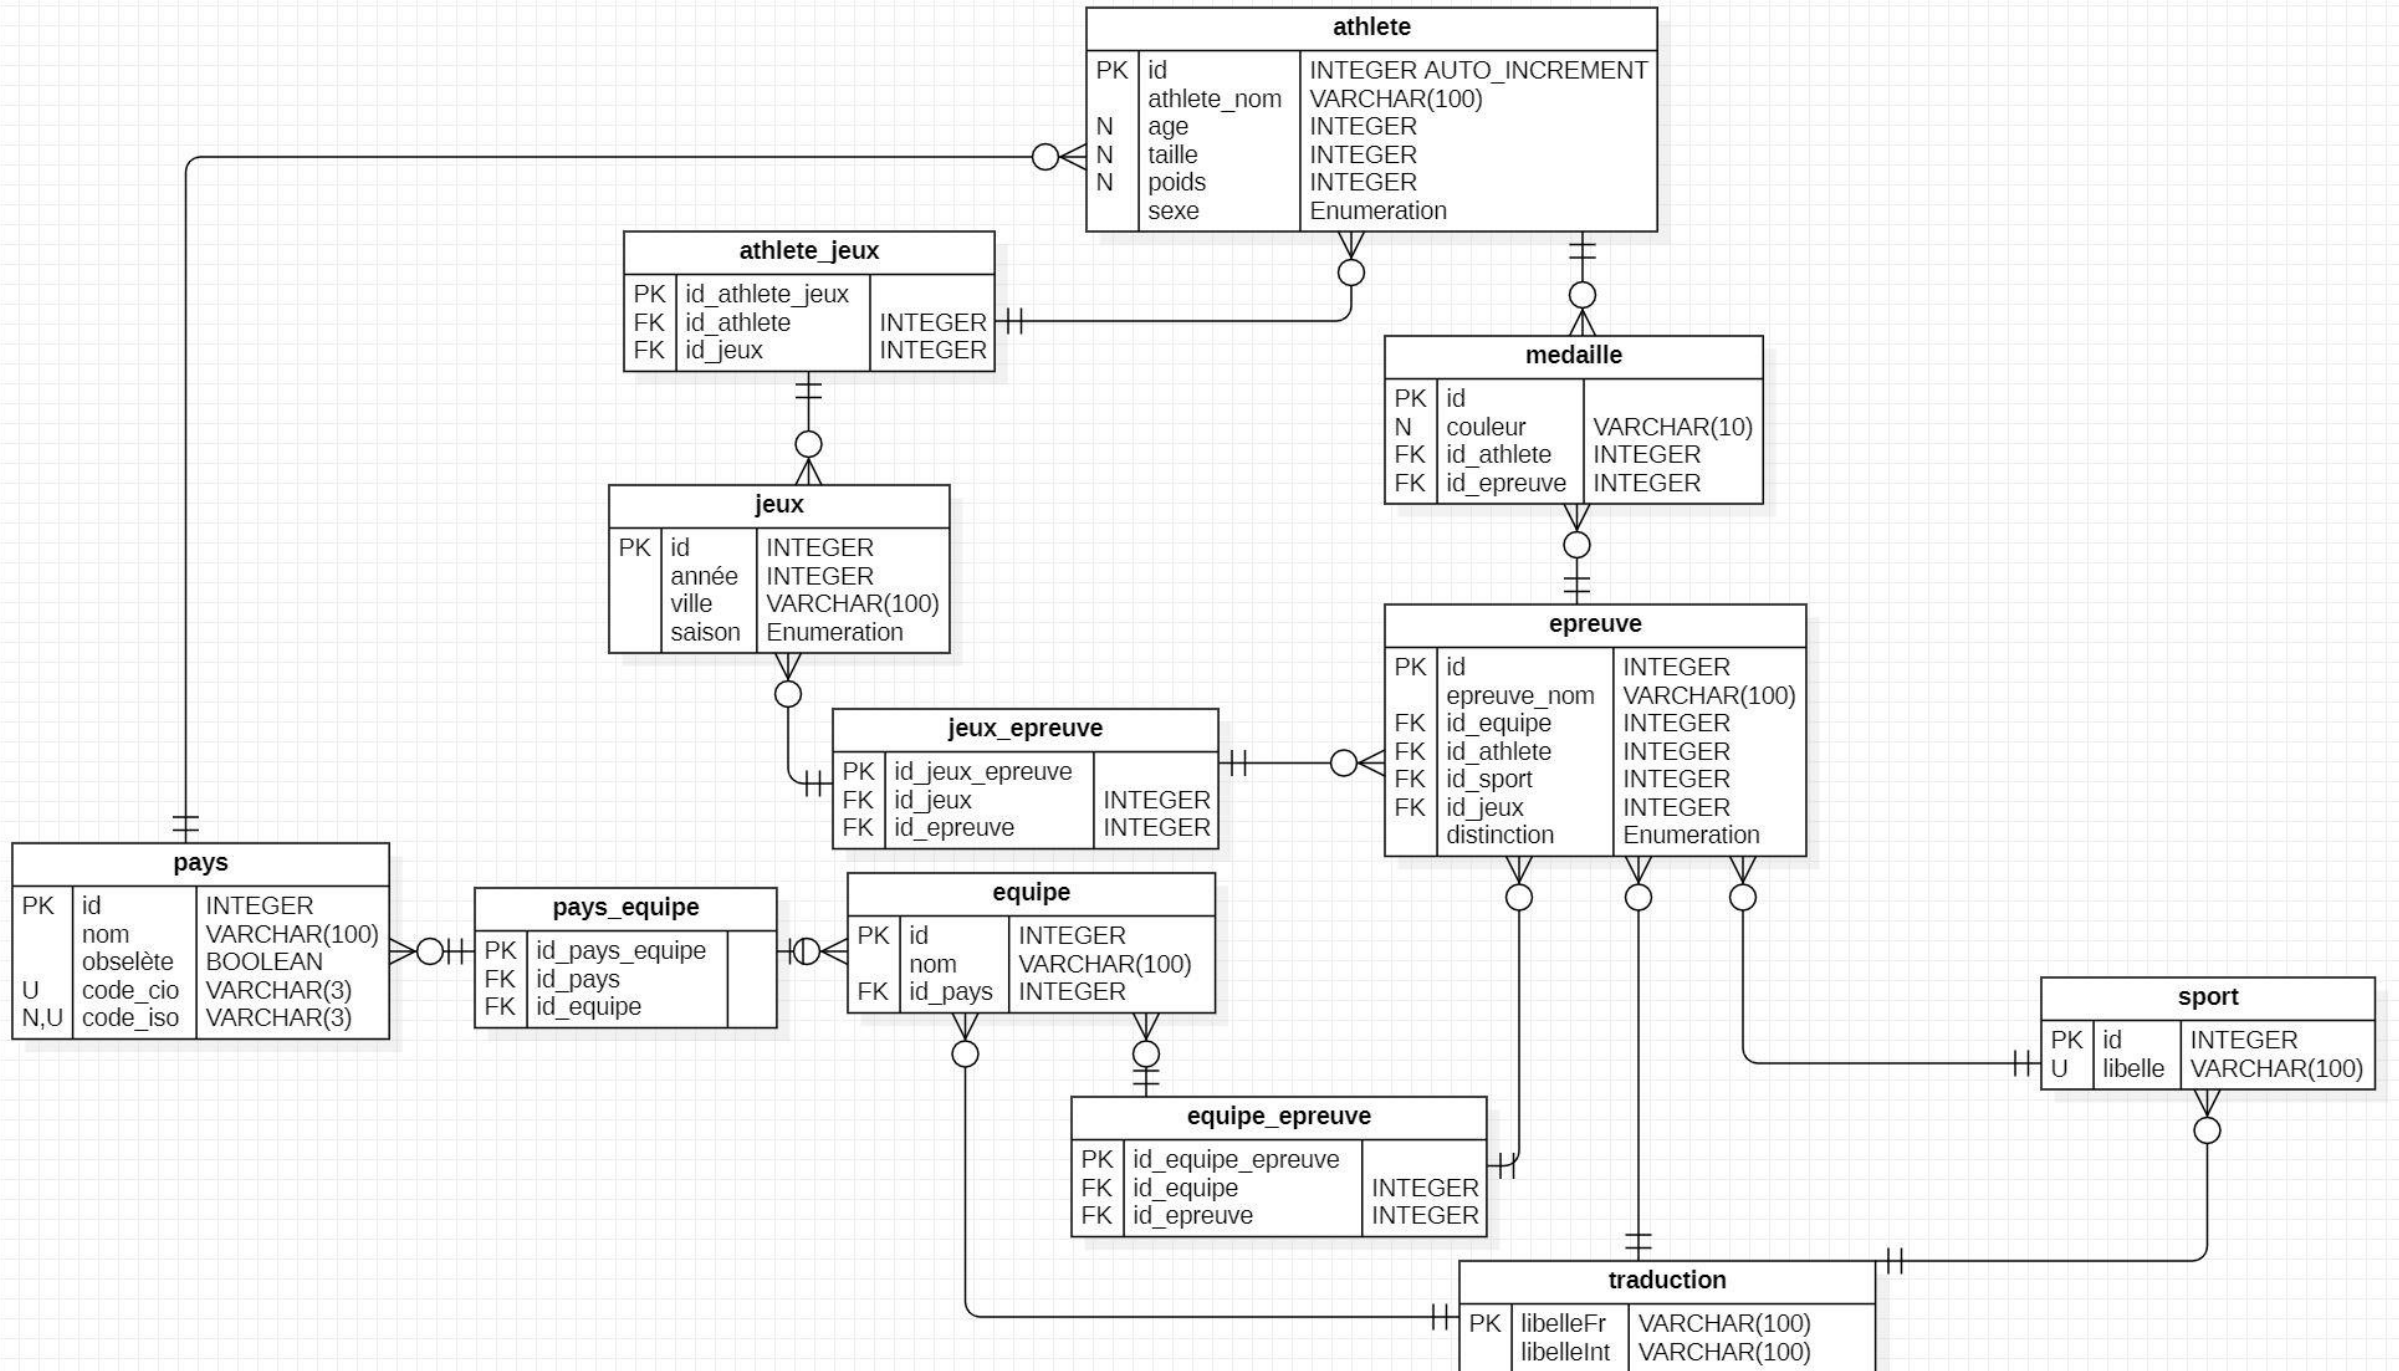 athlete
PK id INTEGER AUTO_INCREMENT
athlete_nom VARCHAR(100)
N age INTEGER
N taille INTEGER
N poids INTEGER
sexe Enumeration
athlete_jeux
PK id_athlete_jeux
FK id_athlete INTEGER
FK id_jeux INTEGER
medaille
PK id
N couleur VARCHAR(10)
FK id_athlete INTEGER
FK id_epreuve INTEGER
jeux
PK id INTEGER
année INTEGER
ville VARCHAR(100)
saison Enumeration
epreuve
PK id INTEGER
epreuve_nom VARCHAR(100)
FK id_equipe INTEGER
FK id_athlete INTEGER
FK id_sport INTEGER
FK id_jeux INTEGER
distinction Enumeration
jeux_epreuve
PK id_jeux_epreuve
FK id_jeux INTEGER
FK id_epreuve INTEGER
pays
PK id INTEGER
nom VARCHAR(100)
obselète BOOLEAN
U code_cio VARCHAR(3)
N,U code_iso VARCHAR(3)
pays_equipe
PK id_pays_equipe
FK id_pays
FK id_equipe
equipe
PK id INTEGER
nom VARCHAR(100)
FK id_pays INTEGER
sport
PK id INTEGER
U libelle VARCHAR(100)
equipe_epreuve
PK id_equipe_epreuve
FK id_equipe INTEGER
FK id_epreuve INTEGER
traduction
PK libelleFr VARCHAR(100)
libelleInt VARCHAR(100)